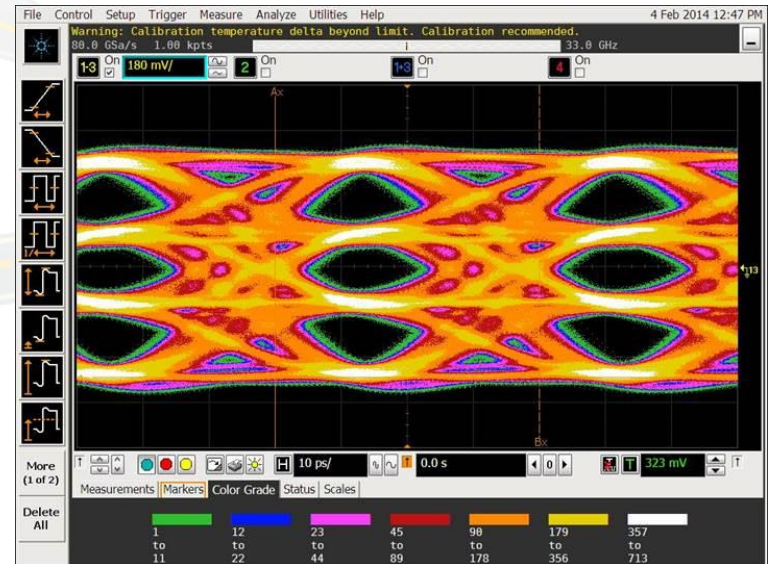 File Control Setup Trigger Measure Analyze Utilities Help 4 Feb 2014 12:47 PM
Warning: Calibration temperature delta beyond limit. Calibration recommended.
80.0 GSa/s 1.00 kpts 33.0 GHz
1-3 On 180 mV/ 2 On 1+3 On 4 On
Ax
Bx
More
(1 of 2)
Delete
All
H 10 ps/ 0.0 s 0 T 323 mV
Measurements Markers Color Grade Status Scales
1 12 23 45 90 179 357
to to to to to to to
11 22 44 89 178 356 713